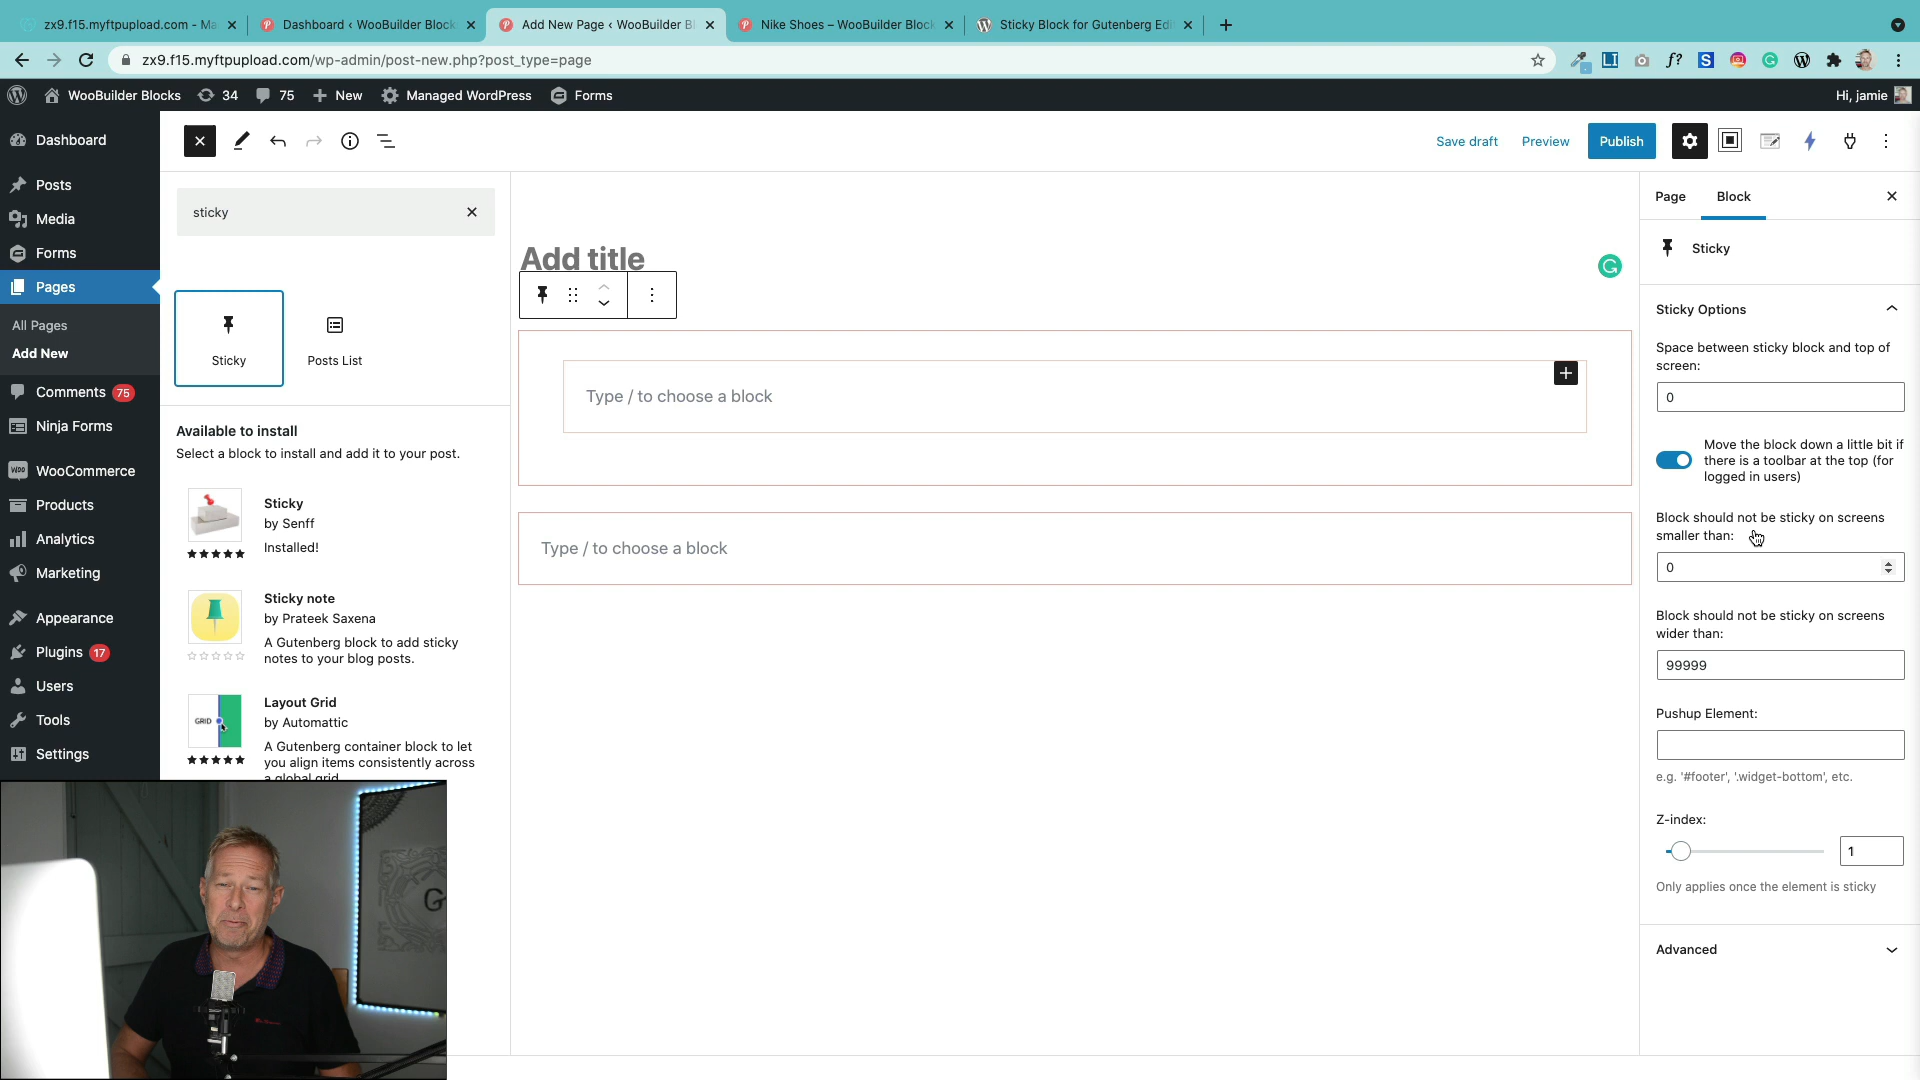 zx9.f15.myftpupload.com - Ma
Dashboard ‹ WooBuilder Block
Add New Page ‹ WooBuilder Bl
Nike Shoes – WooBuilder Block
Sticky Block for Gutenberg Edi
zx9.f15.myftpupload.com/wp-admin/post-new.php?post_type=page
WooBuilder Blocks
34
75
New
Managed WordPress
Forms
Hi, jamie
Dashboard
Posts
Media
Forms
Pages
All Pages
Add New
Comments 75
Ninja Forms
WooCommerce
Products
Analytics
Marketing
Appearance
Plugins 17
Users
Tools
Settings
Save draft
Preview
Publish
sticky
Sticky
Posts List
Available to install
Select a block to install and add it to your post.
Sticky
by Senff
Installed!
Sticky note
by Prateek Saxena
A Gutenberg block to add sticky
notes to your blog posts.
GRID
Layout Grid
by Automattic
A Gutenberg container block to let
you align items consistently across
a global grid
Add title
Type / to choose a block
Type / to choose a block
Page
Block
Sticky
Sticky Options
Space between sticky block and top of
screen:
0
Move the block down a little bit if
there is a toolbar at the top (for
logged in users)
Block should not be sticky on screens
smaller than:
0
Block should not be sticky on screens
wider than:
99999
Pushup Element:
e.g. '#footer', '.widget-bottom', etc.
Z-index:
1
Only applies once the element is sticky
Advanced